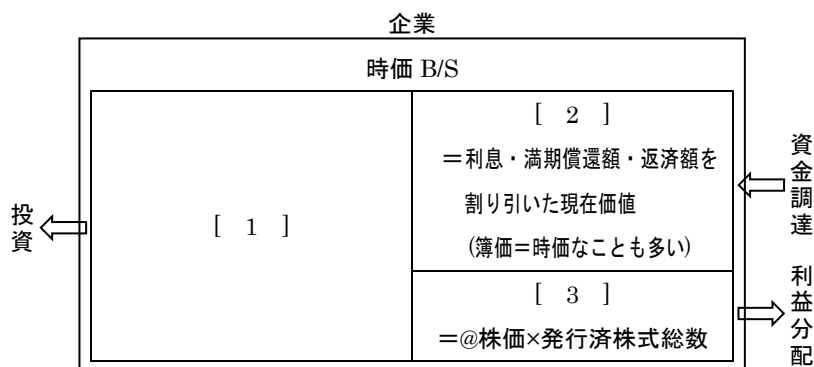 企業
時価 B/S
[ 1 ]
[ 2 ]
＝利息・満期償還額・返済額を
割り引いた現在価値
(簿価＝時価なことも多い)
[ 3 ]
＝@株価×発行済株式総数
投資
資金調達
利益分配